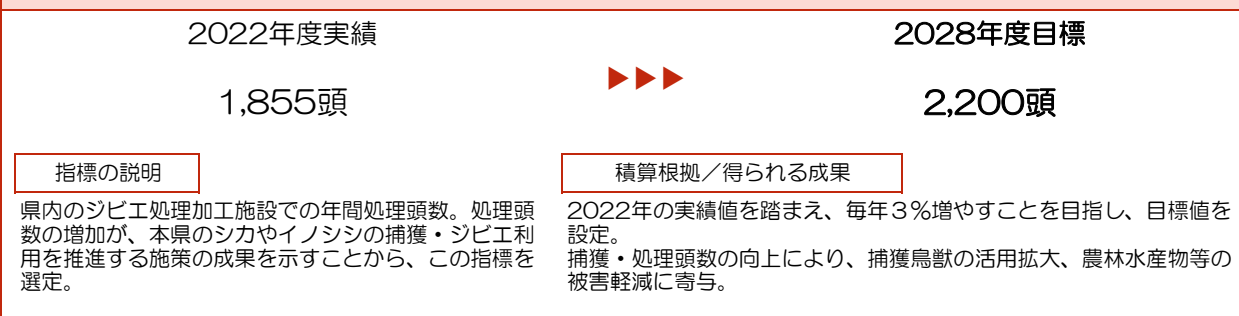 2022年度実績
2028年度目標
1,855頭
▶▶▶
2,200頭
指標の説明
県内のジビエ処理加工施設での年間処理頭数。処理頭
数の増加が、本県のシカやイノシシの捕獲・ジビエ利
用を推進する施策の成果を示すことから、この指標を
選定。
積算根拠／得られる成果
2022年の実績値を踏まえ、毎年３％増やすことを目指し、目標値を
設定。
捕獲・処理頭数の向上により、捕獲鳥獣の活用拡大、農林水産物等の
被害軽減に寄与。